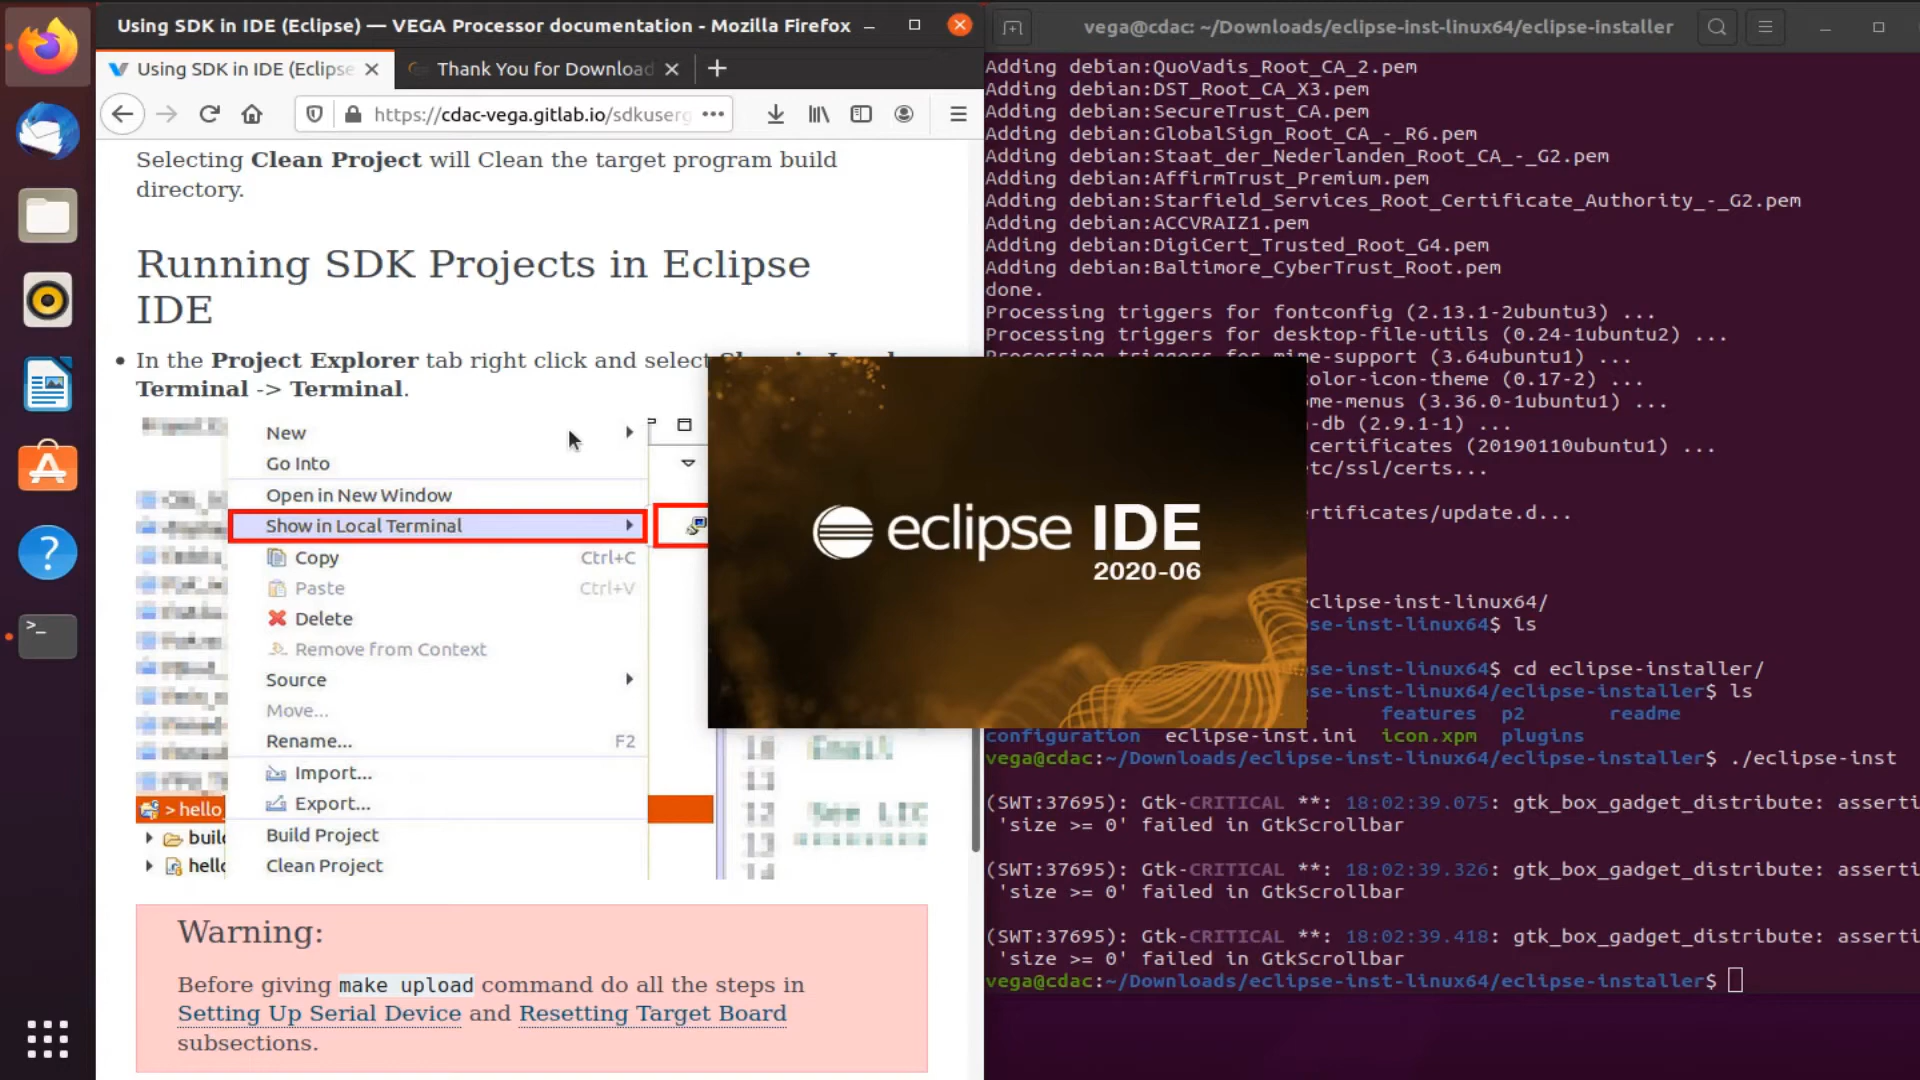 Using SDK in IDE (Eclipse) — VEGA Processor documentation - Mozilla Firefox
Using SDK in IDE (Eclipse
Thank You for Download
https://cdac-vega.gitlab.io/sdkuserg
Selecting Clean Project will Clean the target program build
directory.
Running SDK Projects in Eclipse
IDE
In the Project Explorer tab right click and select
Terminal -> Terminal.
New
Go Into
Open in New Window
Show in Local Terminal
Copy Ctrl+C
Paste Ctrl+V
Delete
Remove from Context
Source
Move...
Rename... F2
Import...
Export...
> hello
Build Project
Clean Project
Warning:
Before giving make upload command do all the steps in
Setting Up Serial Device and Resetting Target Board
subsections.
eclipse IDE
2020-06
vega@cdac: ~/Downloads/eclipse-inst-linux64/eclipse-installer
Adding debian:QuoVadis_Root_CA_2.pem
Adding debian:DST_Root_CA_X3.pem
Adding debian:SecureTrust_CA.pem
Adding debian:GlobalSign_Root_CA_-_R6.pem
Adding debian:Staat_der_Nederlanden_Root_CA_-_G2.pem
Adding debian:AffirmTrust_Premium.pem
Adding debian:Starfield_Services_Root_Certificate_Authority_-_G2.pem
Adding debian:ACCVRAIZ1.pem
Adding debian:DigiCert_Trusted_Root_G4.pem
Adding debian:Baltimore_CyberTrust_Root.pem
done.
Processing triggers for fontconfig (2.13.1-2ubuntu3) ...
Processing triggers for desktop-file-utils (0.24-1ubuntu2) ...
Processing triggers for mime-support (3.64ubuntu1) ...
olor-icon-theme (0.17-2) ...
me-menus (3.36.0-1ubuntu1) ...
-db (2.9.1-1) ...
certificates (20190110ubuntu1) ...
etc/ssl/certs...
rtificates/update.d...
clipse-inst-linux64/
se-inst-linux64$ ls
se-inst-linux64$ cd eclipse-installer/
se-inst-linux64/eclipse-installer$ ls
features p2 readme
configuration eclipse-inst.ini icon.xpm plugins
vega@cdac:~/Downloads/eclipse-inst-linux64/eclipse-installer$ ./eclipse-inst
(SWT:37695): Gtk-CRITICAL **: 18:02:39.075: gtk_box_gadget_distribute: asserti
'size >= 0' failed in GtkScrollbar
(SWT:37695): Gtk-CRITICAL **: 18:02:39.326: gtk_box_gadget_distribute: asserti
'size >= 0' failed in GtkScrollbar
(SWT:37695): Gtk-CRITICAL **: 18:02:39.418: gtk_box_gadget_distribute: asserti
'size >= 0' failed in GtkScrollbar
vega@cdac:~/Downloads/eclipse-inst-linux64/eclipse-installer$